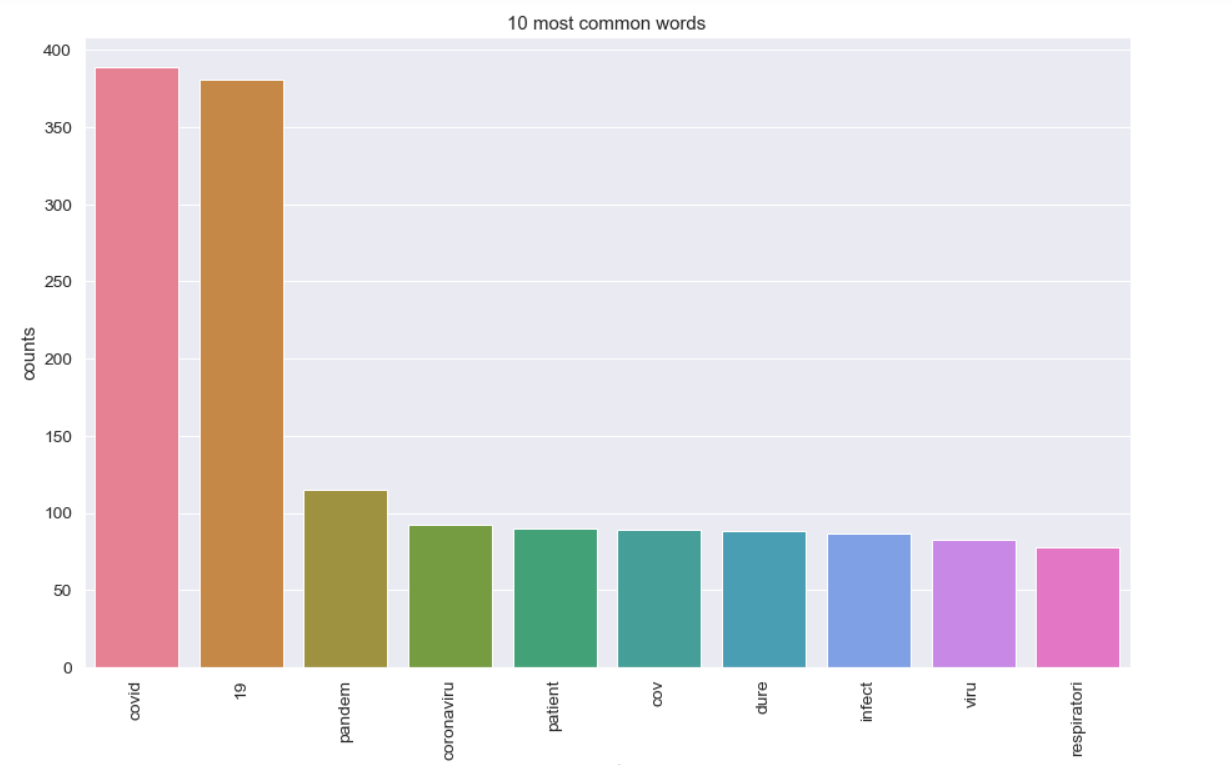 10 most common words
400
350
300
250
200
150
100
50
0
counts
covid
19
pandem
coronaviru
patient
cov
dure
infect
viru
respiratori